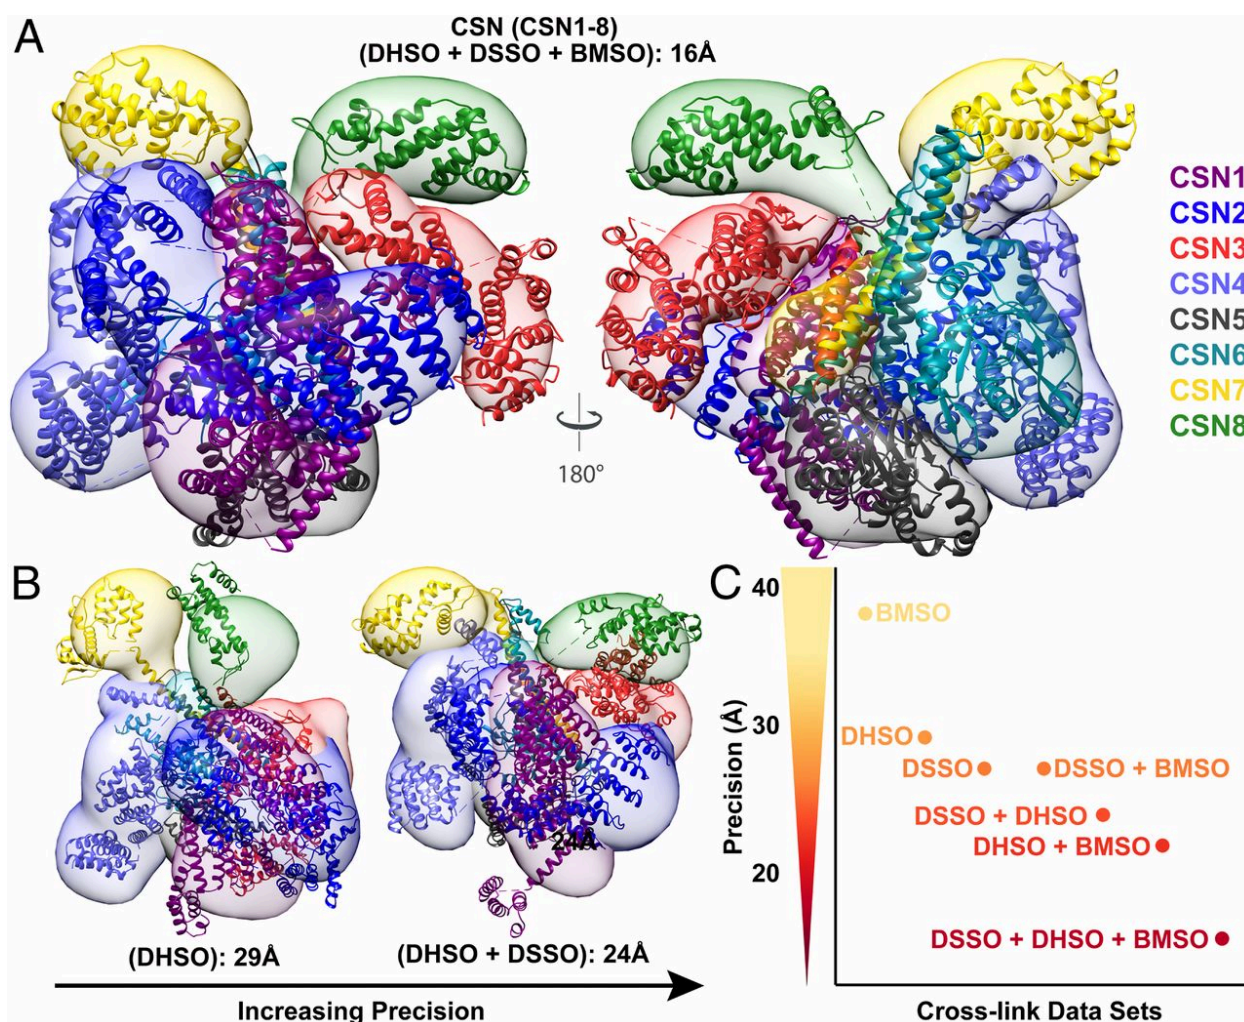 A
CSN (CSN1-8)
(DHSO + DSSO + BMSO): 16Å
CSN1
CSN2
CSN3
CSN4
CSN5
CSN6
CSN7
CSN8
180°
B
24Å
(DHSO): 29Å
(DHSO + DSSO): 24Å
Increasing Precision
C
Precision (Å)
40
30
20
BMSO
DHSO
DSSO
DSSO + BMSO
DSSO + DHSO
DHSO + BMSO
DSSO + DHSO + BMSO
Cross-link Data Sets